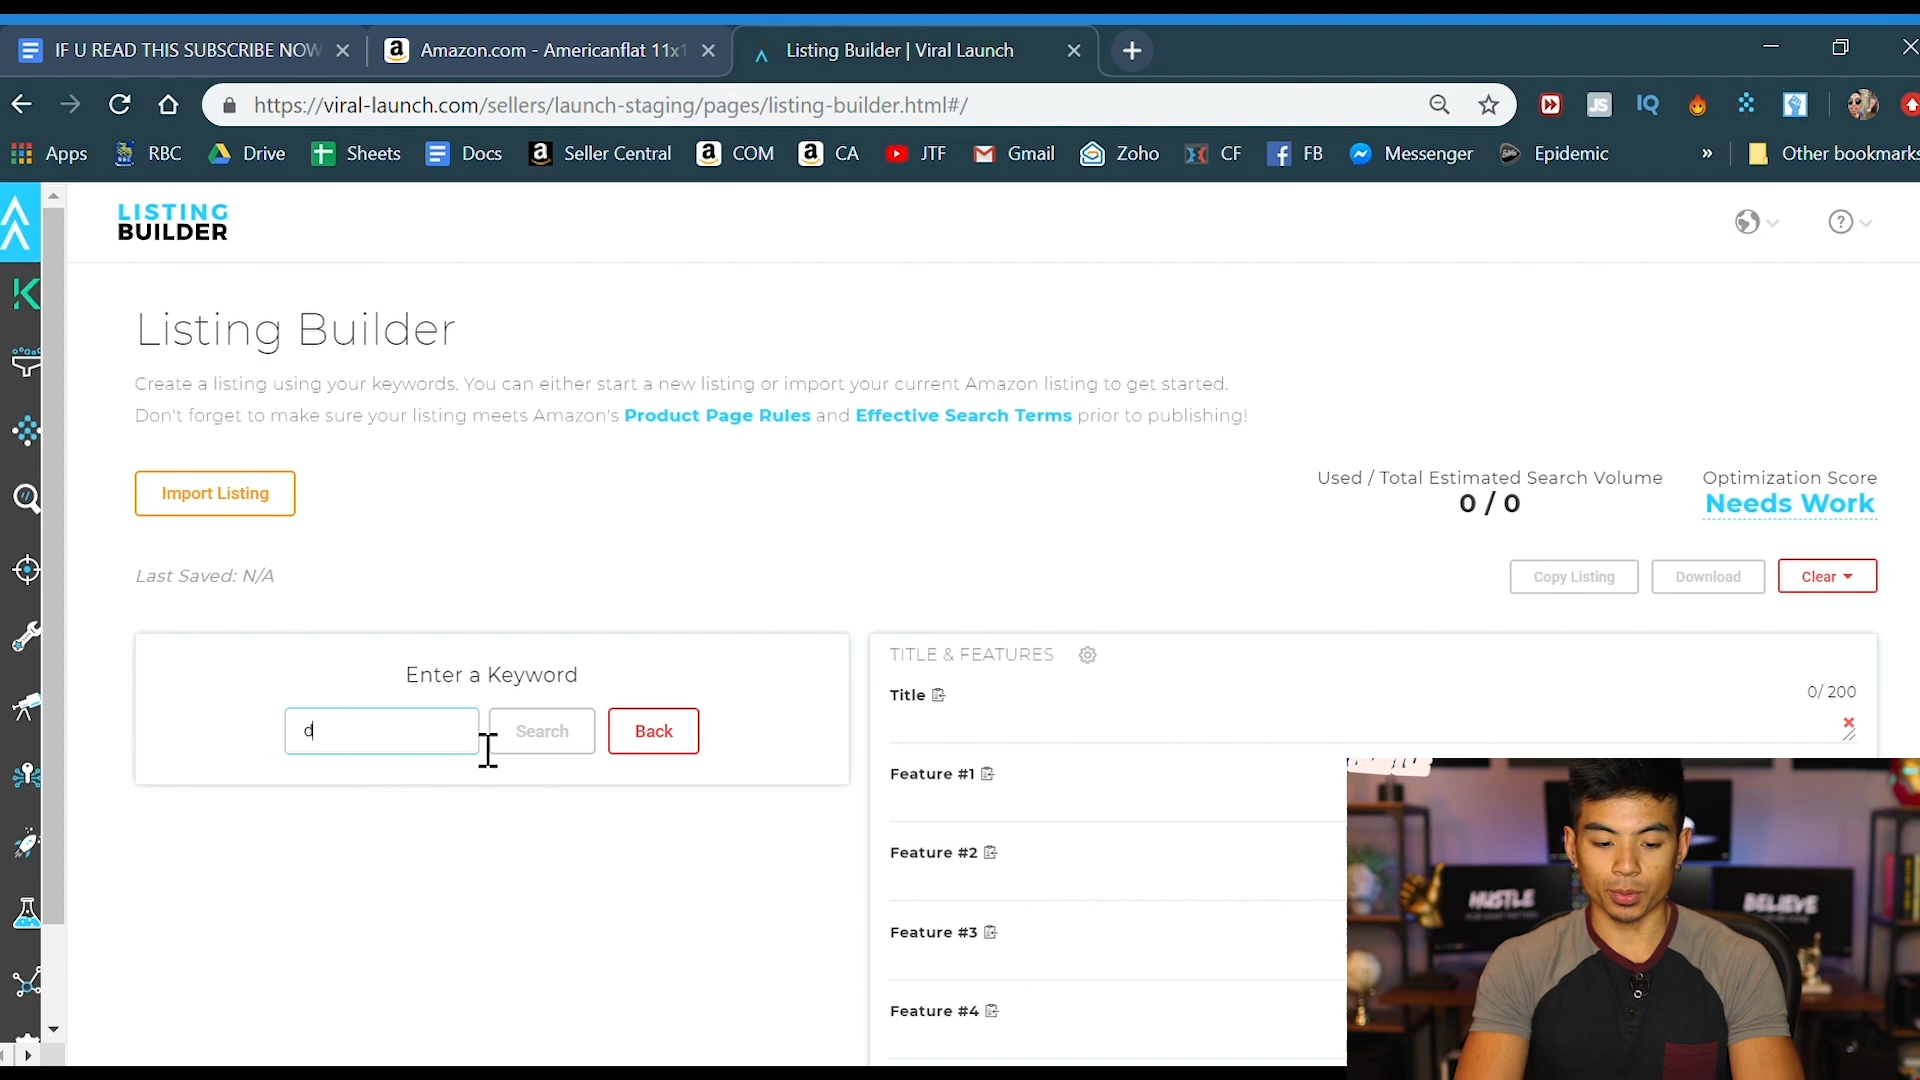 IF U READ THIS SUBSCRIBE NOW
Amazon.com - Americanflat 11x1
Listing Builder | Viral Launch
https://viral-launch.com/sellers/launch-staging/pages/listing-builder.html#/
JS
IQ
Apps
RBC
Drive
Sheets
Docs
Seller Central
COM
CA
JTF
Gmail
Zoho
CF
FB
Messenger
Epidemic
»
Other bookmarks
LISTING
BUILDER
Listing Builder
Create a listing using your keywords. You can either start a new listing or import your current Amazon listing to get started.
Don't forget to make sure your listing meets Amazon's Product Page Rules and Effective Search Terms prior to publishing!
Import Listing
Used / Total Estimated Search Volume
0 / 0
Optimization Score
Needs Work
Last Saved: N/A
Copy Listing
Download
Clear
Enter a Keyword
d
Search
Back
TITLE & FEATURES
Title
0/ 200
Feature #1
Feature #2
Feature #3
Feature #4
HUSTLE
BELIEVE